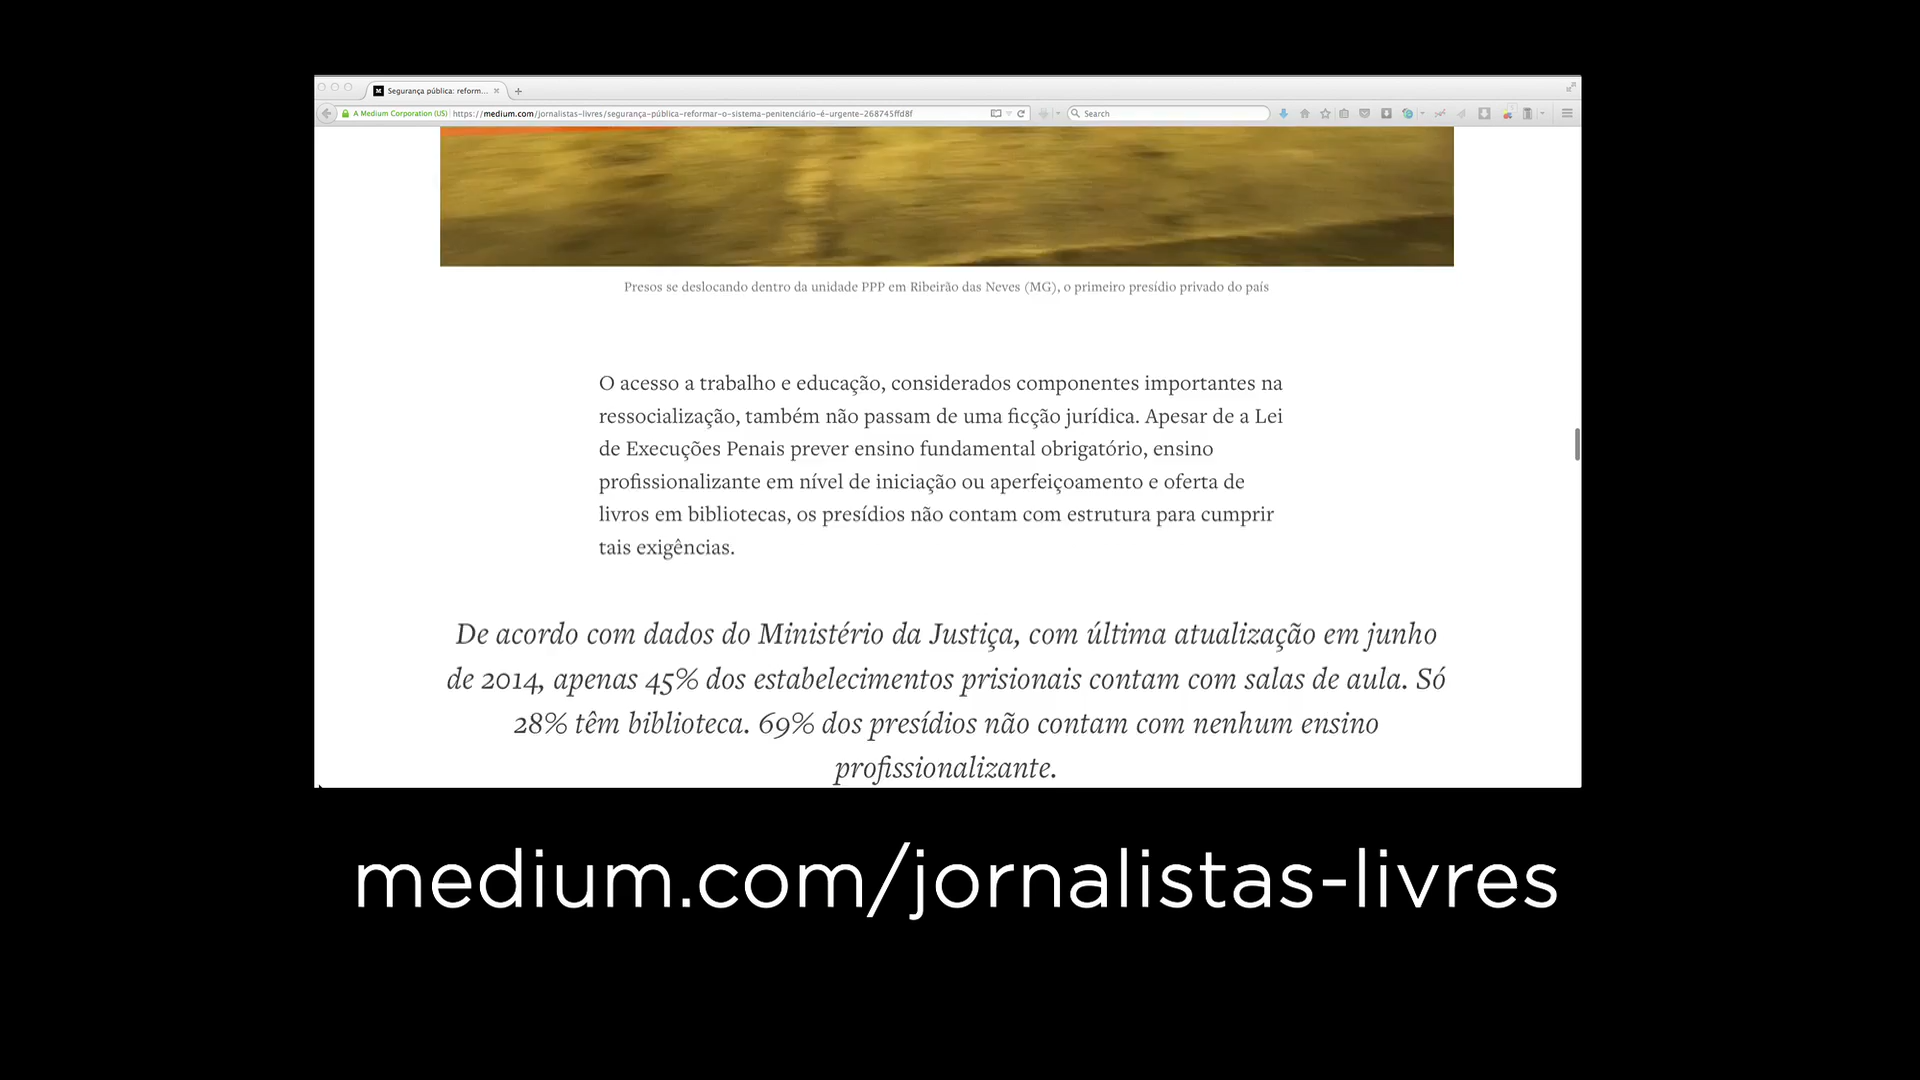 Segurança pública: reform...
A Medium Corporation (US)
https://medium.com/jornalistas-livres/segurança-pública-reformar-o-sistema-penitenciário-é-urgente-268745ffd8f
Search
Presos se deslocando dentro da unidade PPP em Ribeirão das Neves (MG), o primeiro presídio privado do país
O acesso a trabalho e educação, considerados componentes importantes na
ressocialização, também não passam de uma ficção jurídica. Apesar de a Lei
de Execuções Penais prever ensino fundamental obrigatório, ensino
profissionalizante em nível de iniciação ou aperfeiçoamento e oferta de
livros em bibliotecas, os presídios não contam com estrutura para cumprir
tais exigências.
De acordo com dados do Ministério da Justiça, com última atualização em junho
de 2014, apenas 45% dos estabelecimentos prisionais contam com salas de aula. Só
28% têm biblioteca. 69% dos presídios não contam com nenhum ensino
profissionalizante.
medium.com/jornalistas-livres